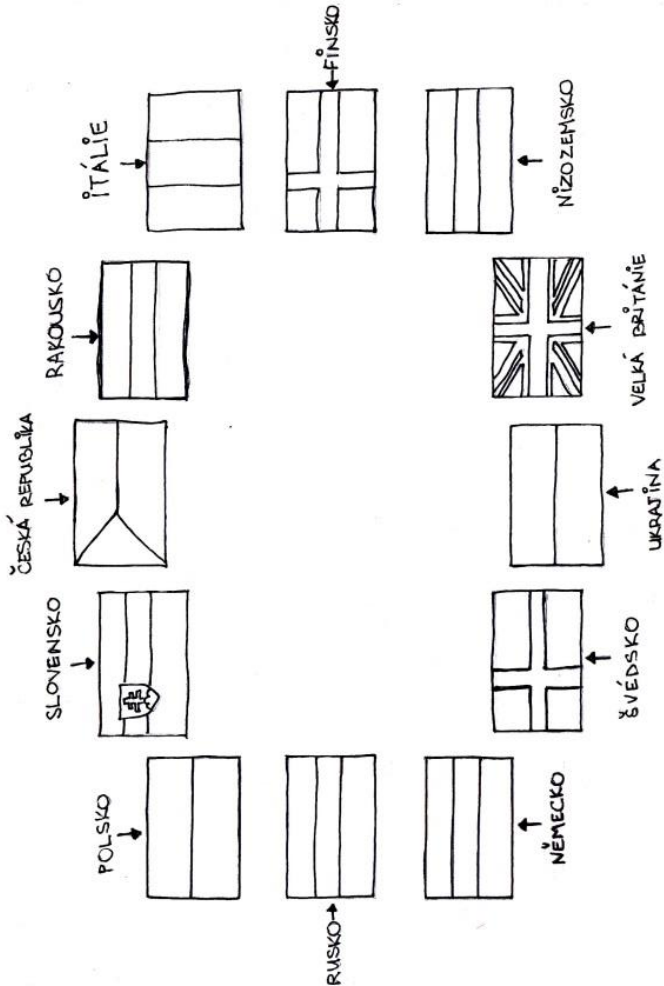 ČESKÁ REPUBLIKA
SLOVENSKO
RAKOUSKO
POLSKO
ITÁLIE
RUSKO
FINSKO
NĚMECKO
NIZOZEMSKO
ŠVÉDSKO
UKRAJINA
VELKÁ BRITÁNIE